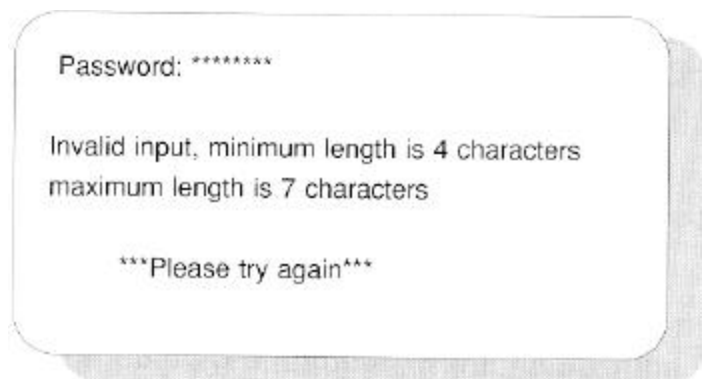 Password: ********
Invalid input, minimum length is 4 characters
maximum length is 7 characters
***Please try again***